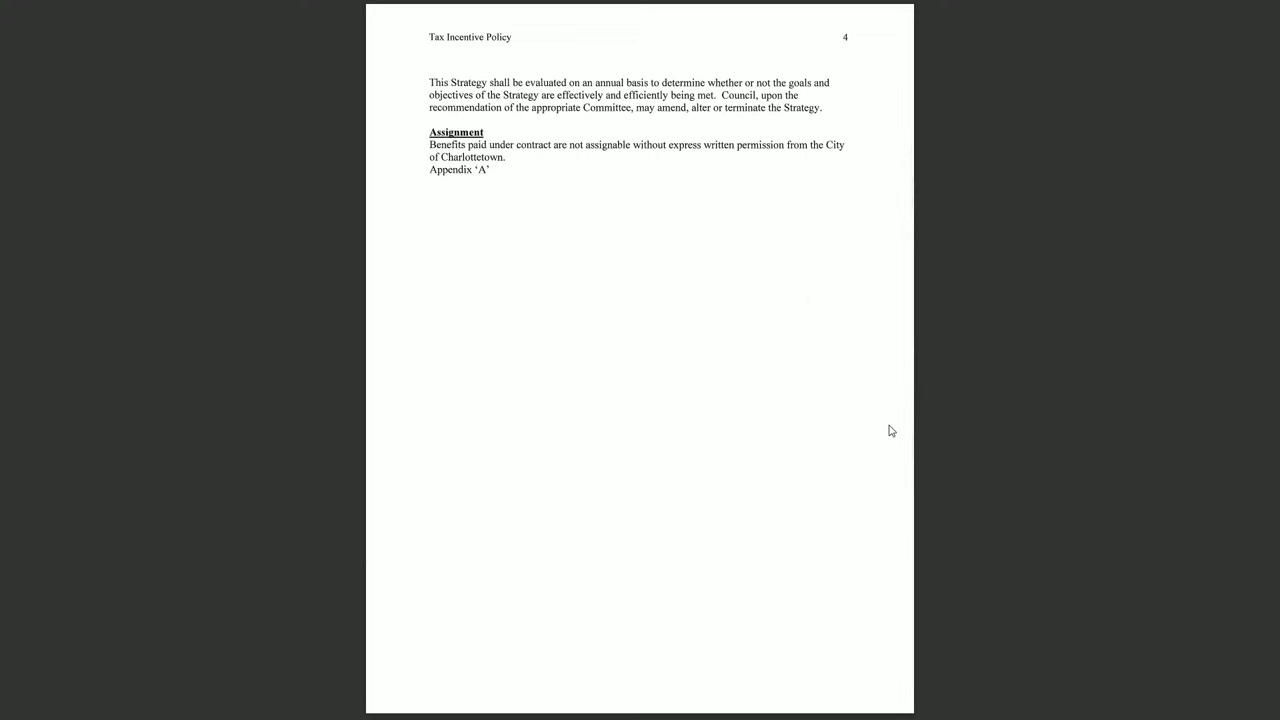 Tax Incentive Policy 4
This Strategy shall be evaluated on an annual basis to determine whether or not the goals and
objectives of the Strategy are effectively and efficiently being met. Council, upon the
recommendation of the appropriate Committee, may amend, alter or terminate the Strategy.
Assignment
Benefits paid under contract are not assignable without express written permission from the City
of Charlottetown.
Appendix ‘A’